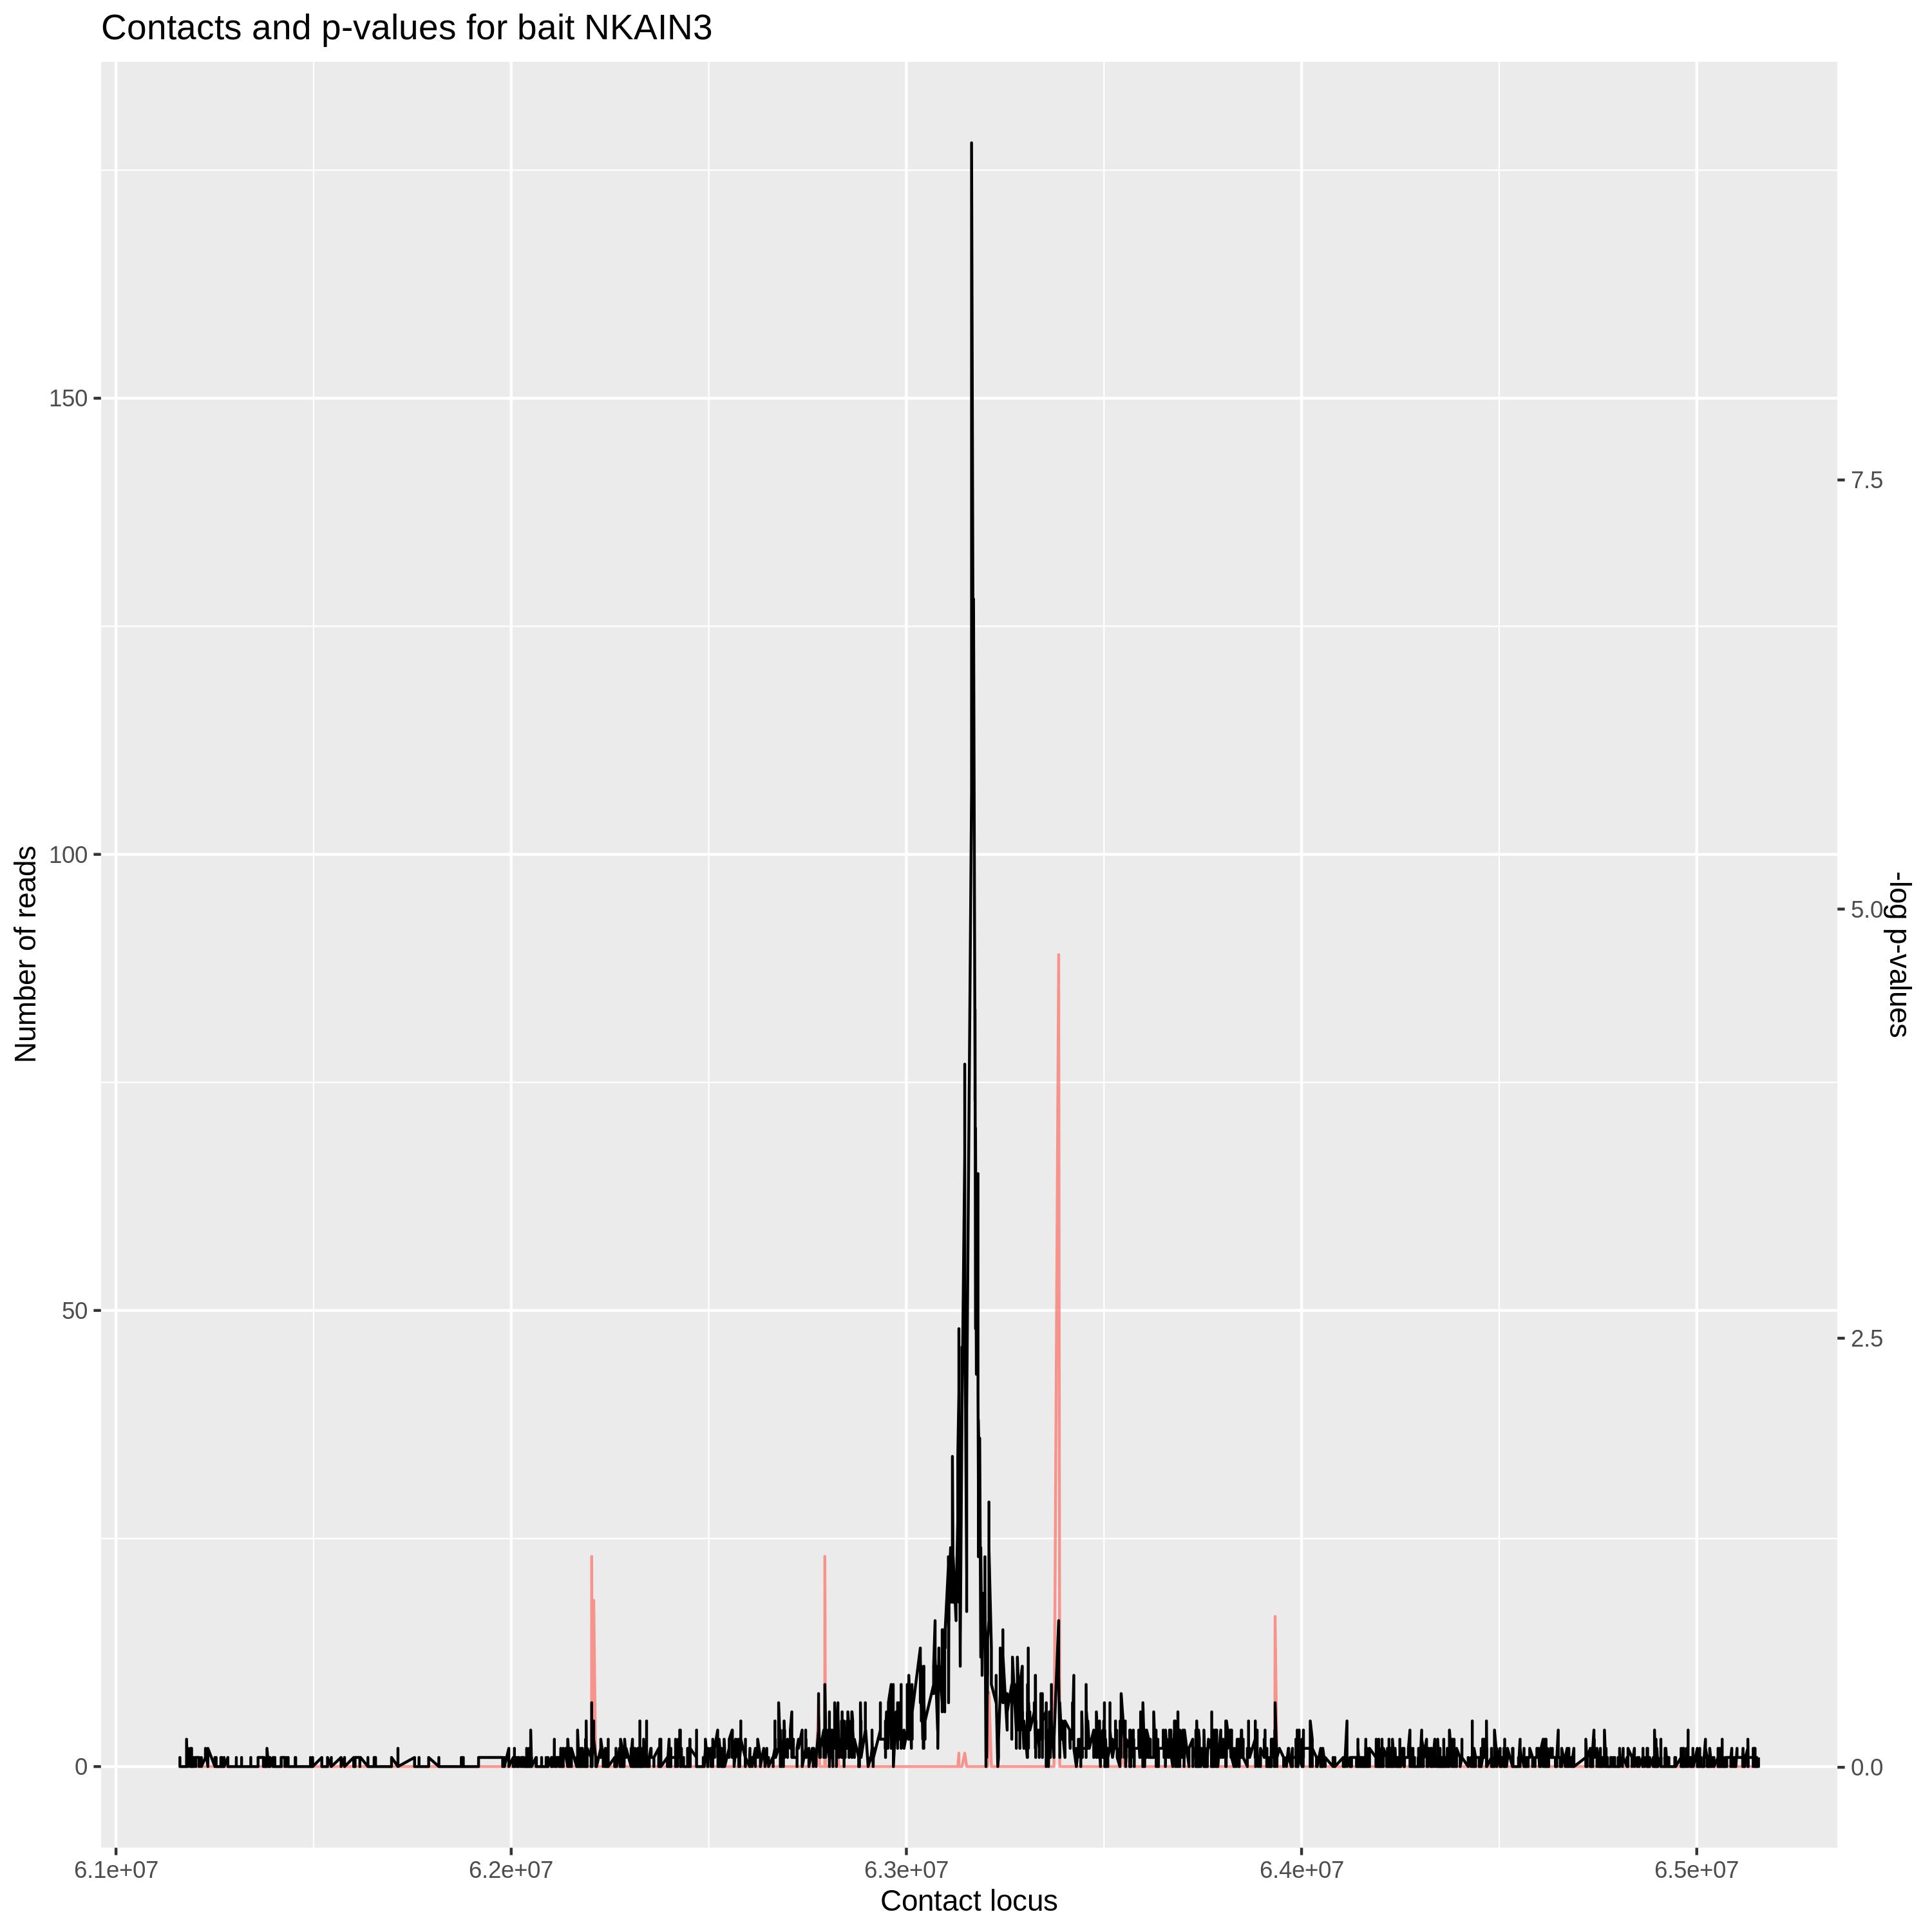 Contacts and p-values for bait NKAIN3
150
100
50
0
Number of reads
7.5
5.0
2.5
0.0
-log p-values
6.1e+07
6.2e+07
6.3e+07
6.4e+07
6.5e+07
Contact locus